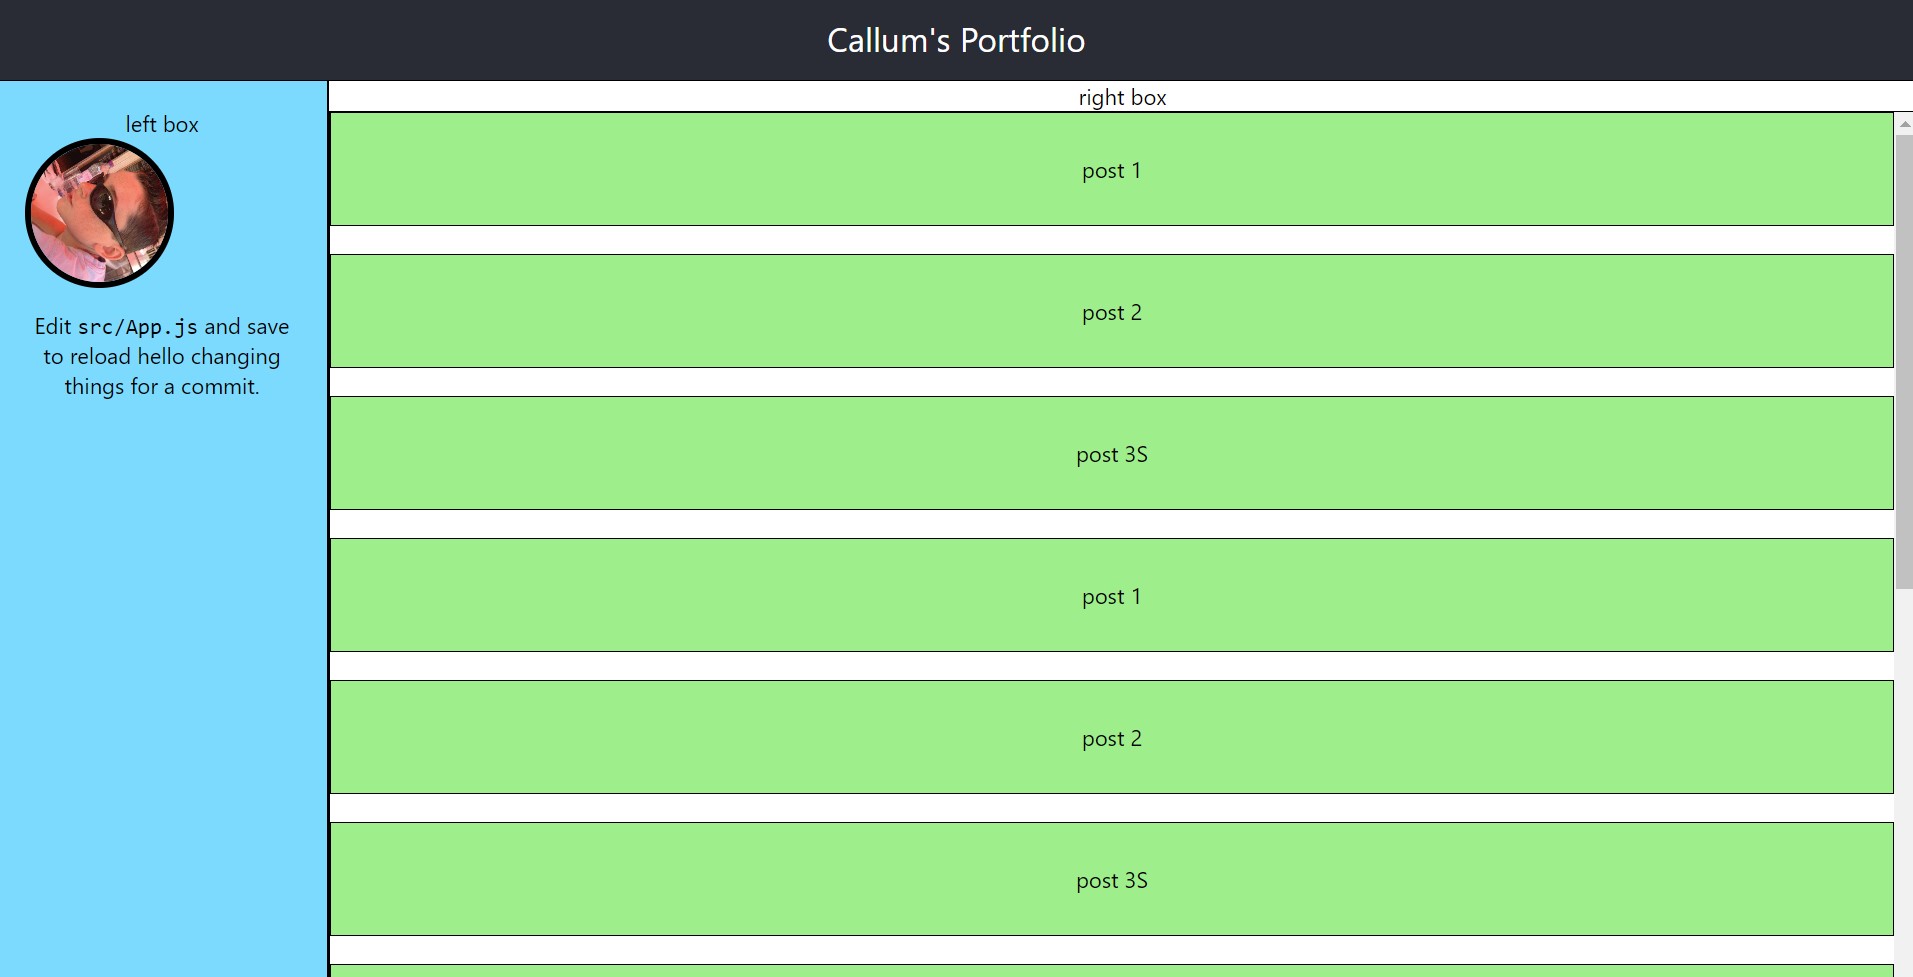 Callum's Portfolio
left box
Edit src/App.js and save
to reload hello changing
things for a commit.
right box
post 1
post 2
post 3S
post 1
post 2
post 3S